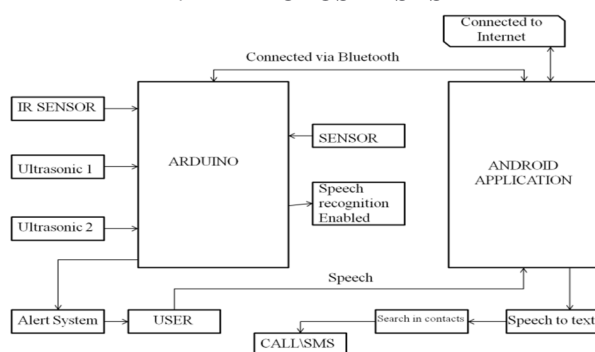 Connected to
Internet
Connected via Bluetooth
IR SENSOR
Ultrasonic 1
Ultrasonic 2
ARDUINO
SENSOR
Speech
recognition
Enabled
ANDROID
APPLICATION
Speech
Alert System
USER
Search in contacts
Speech to text
CALL\SMS